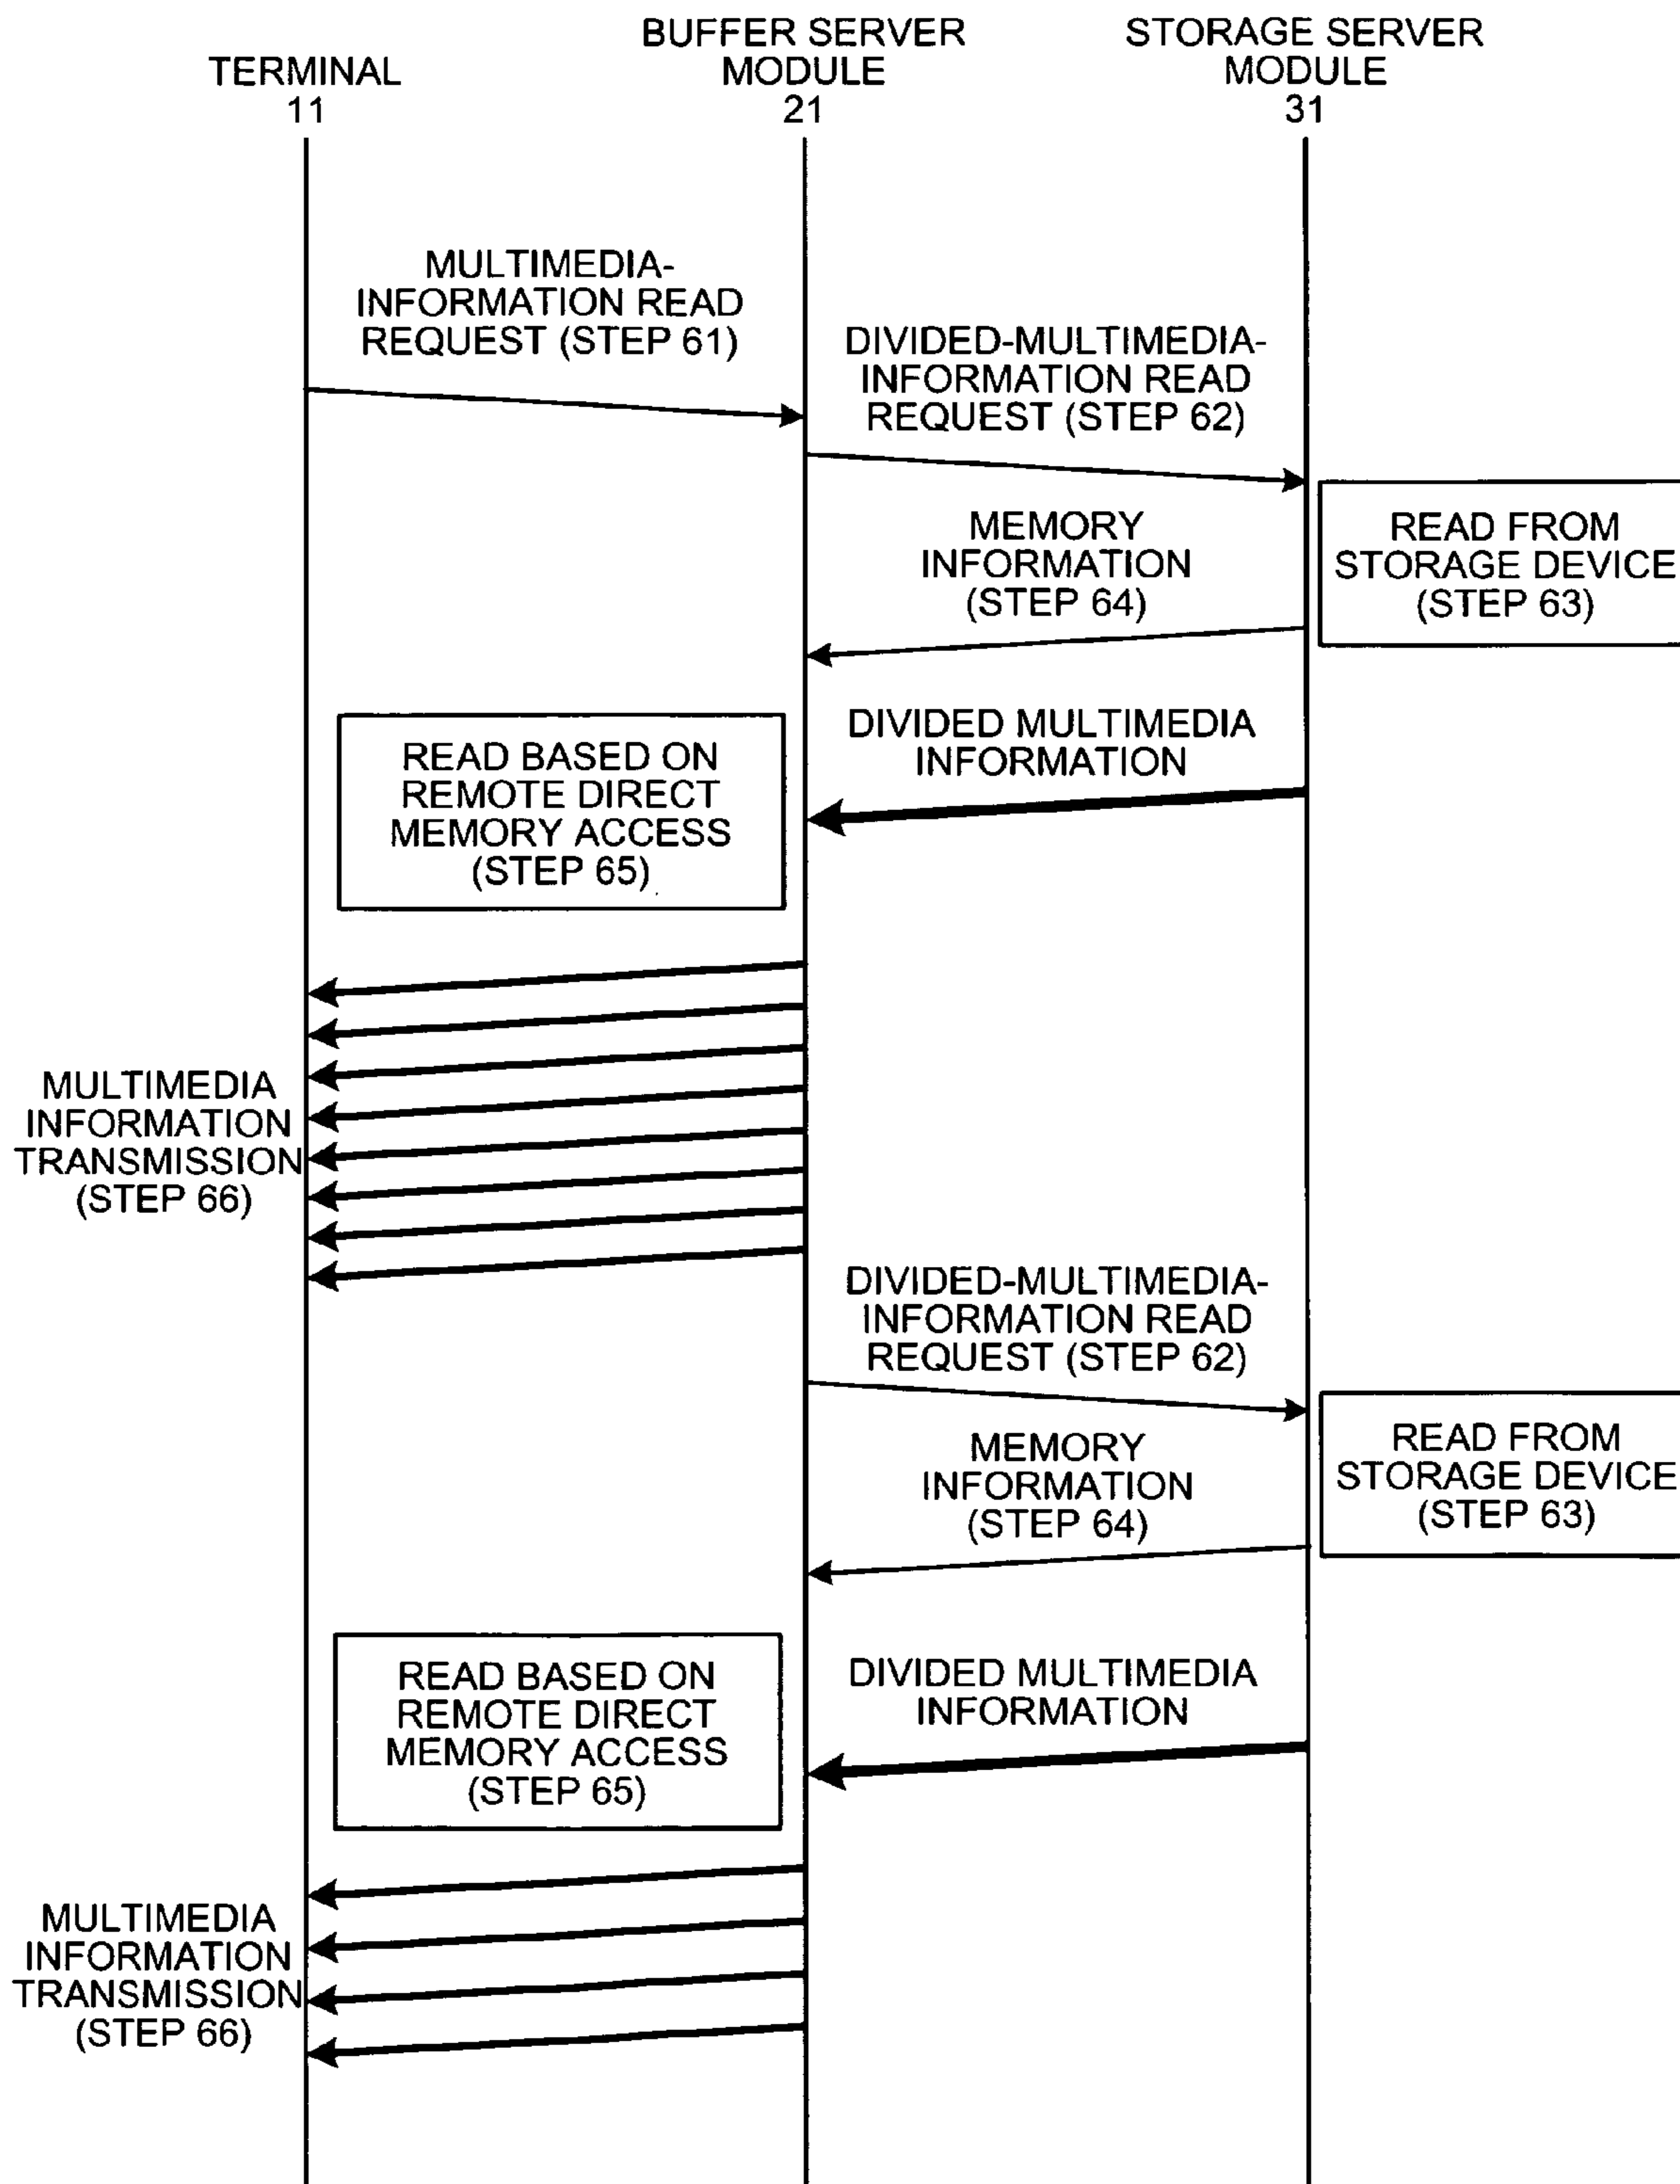 TERMINAL
11
BUFFER SERVER
MODULE
21
STORAGE SERVER
MODULE
31
MULTIMEDIA-
INFORMATION READ
REQUEST (STEP 61)
DIVIDED-MULTIMEDIA-
INFORMATION READ
REQUEST (STEP 62)
READ FROM
STORAGE DEVICE
(STEP 63)
MEMORY
INFORMATION
(STEP 64)
DIVIDED MULTIMEDIA
INFORMATION
READ BASED ON
REMOTE DIRECT
MEMORY ACCESS
(STEP 65)
MULTIMEDIA
INFORMATION
TRANSMISSION
(STEP 66)
DIVIDED-MULTIMEDIA-
INFORMATION READ
REQUEST (STEP 62)
READ FROM
STORAGE DEVICE
(STEP 63)
MEMORY
INFORMATION
(STEP 64)
DIVIDED MULTIMEDIA
INFORMATION
READ BASED ON
REMOTE DIRECT
MEMORY ACCESS
(STEP 65)
MULTIMEDIA
INFORMATION
TRANSMISSION
(STEP 66)